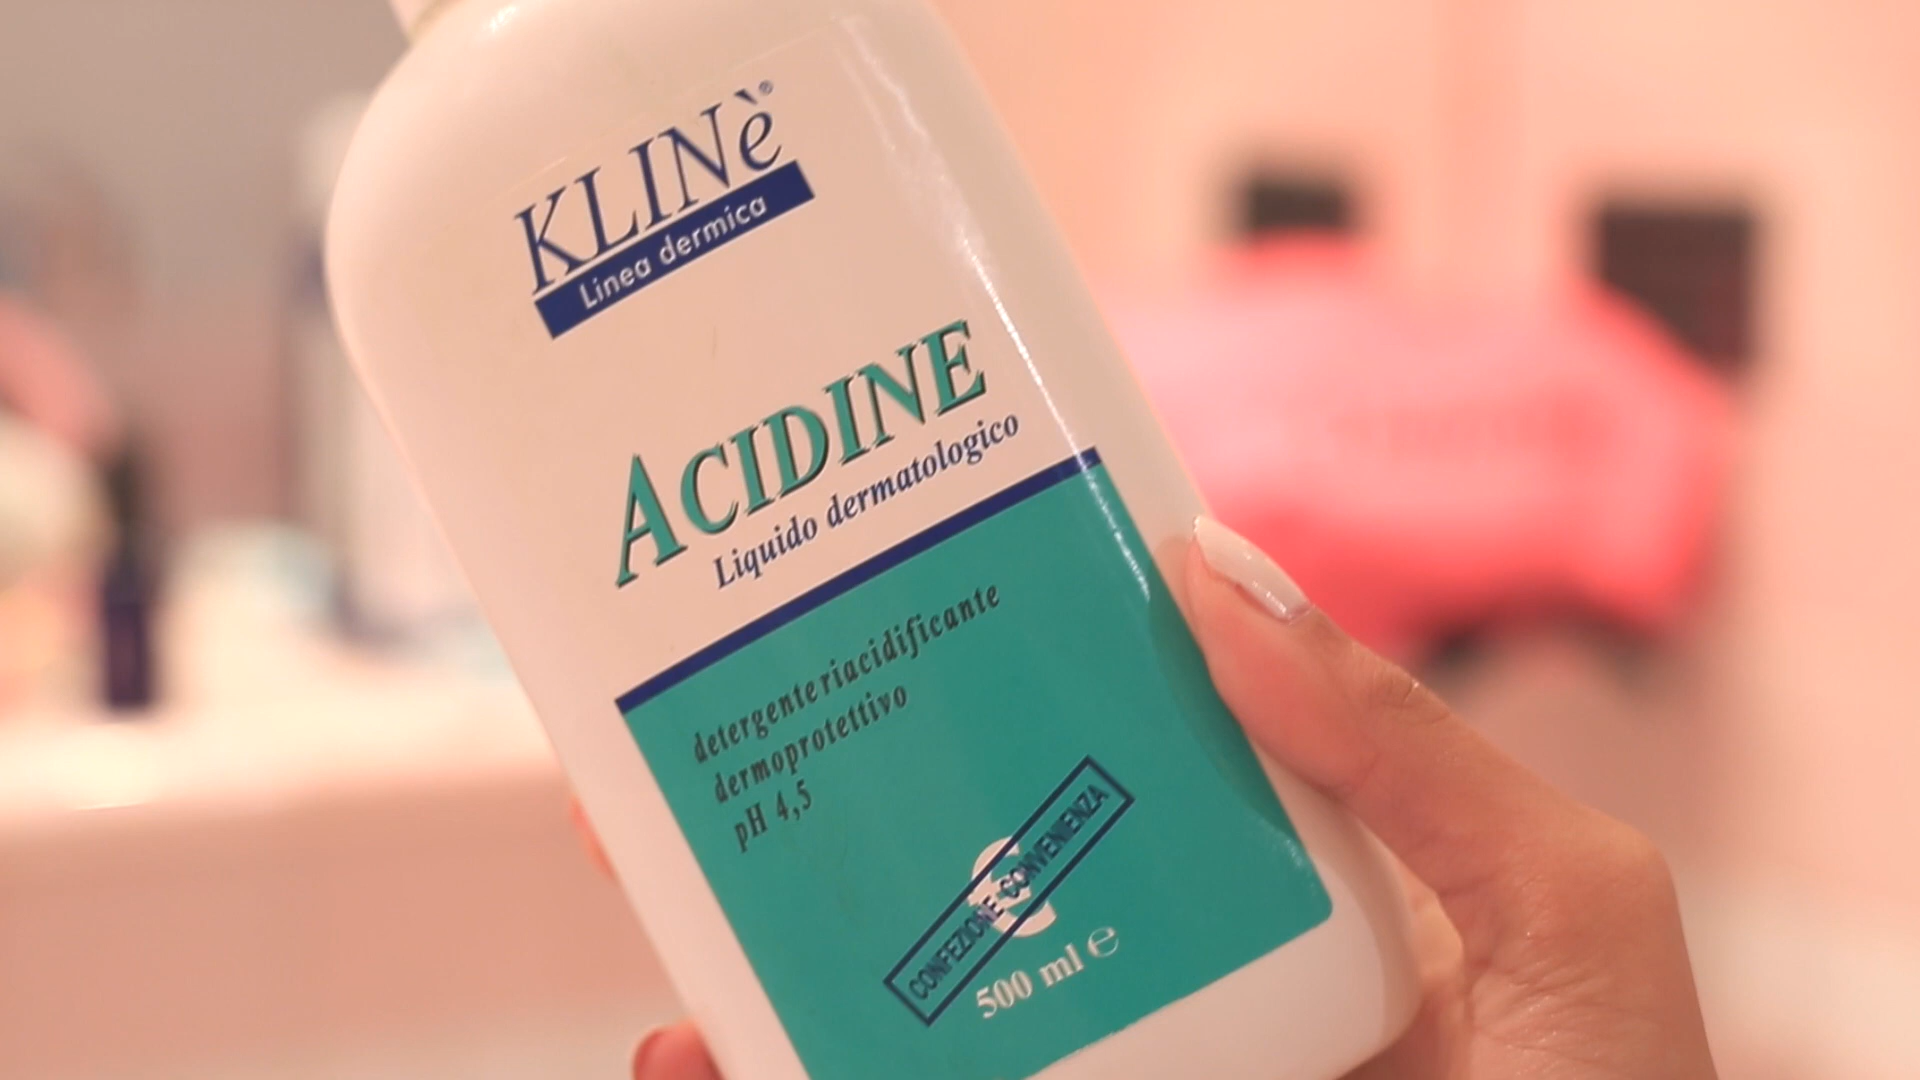 KLINè®
Linea dermica
ACIDINE
Liquido dermatologico
detergente riacidificante
dermoprotettivo
pH 4,5
CONFEZIONE CONVENIENZA
500 ml ℮